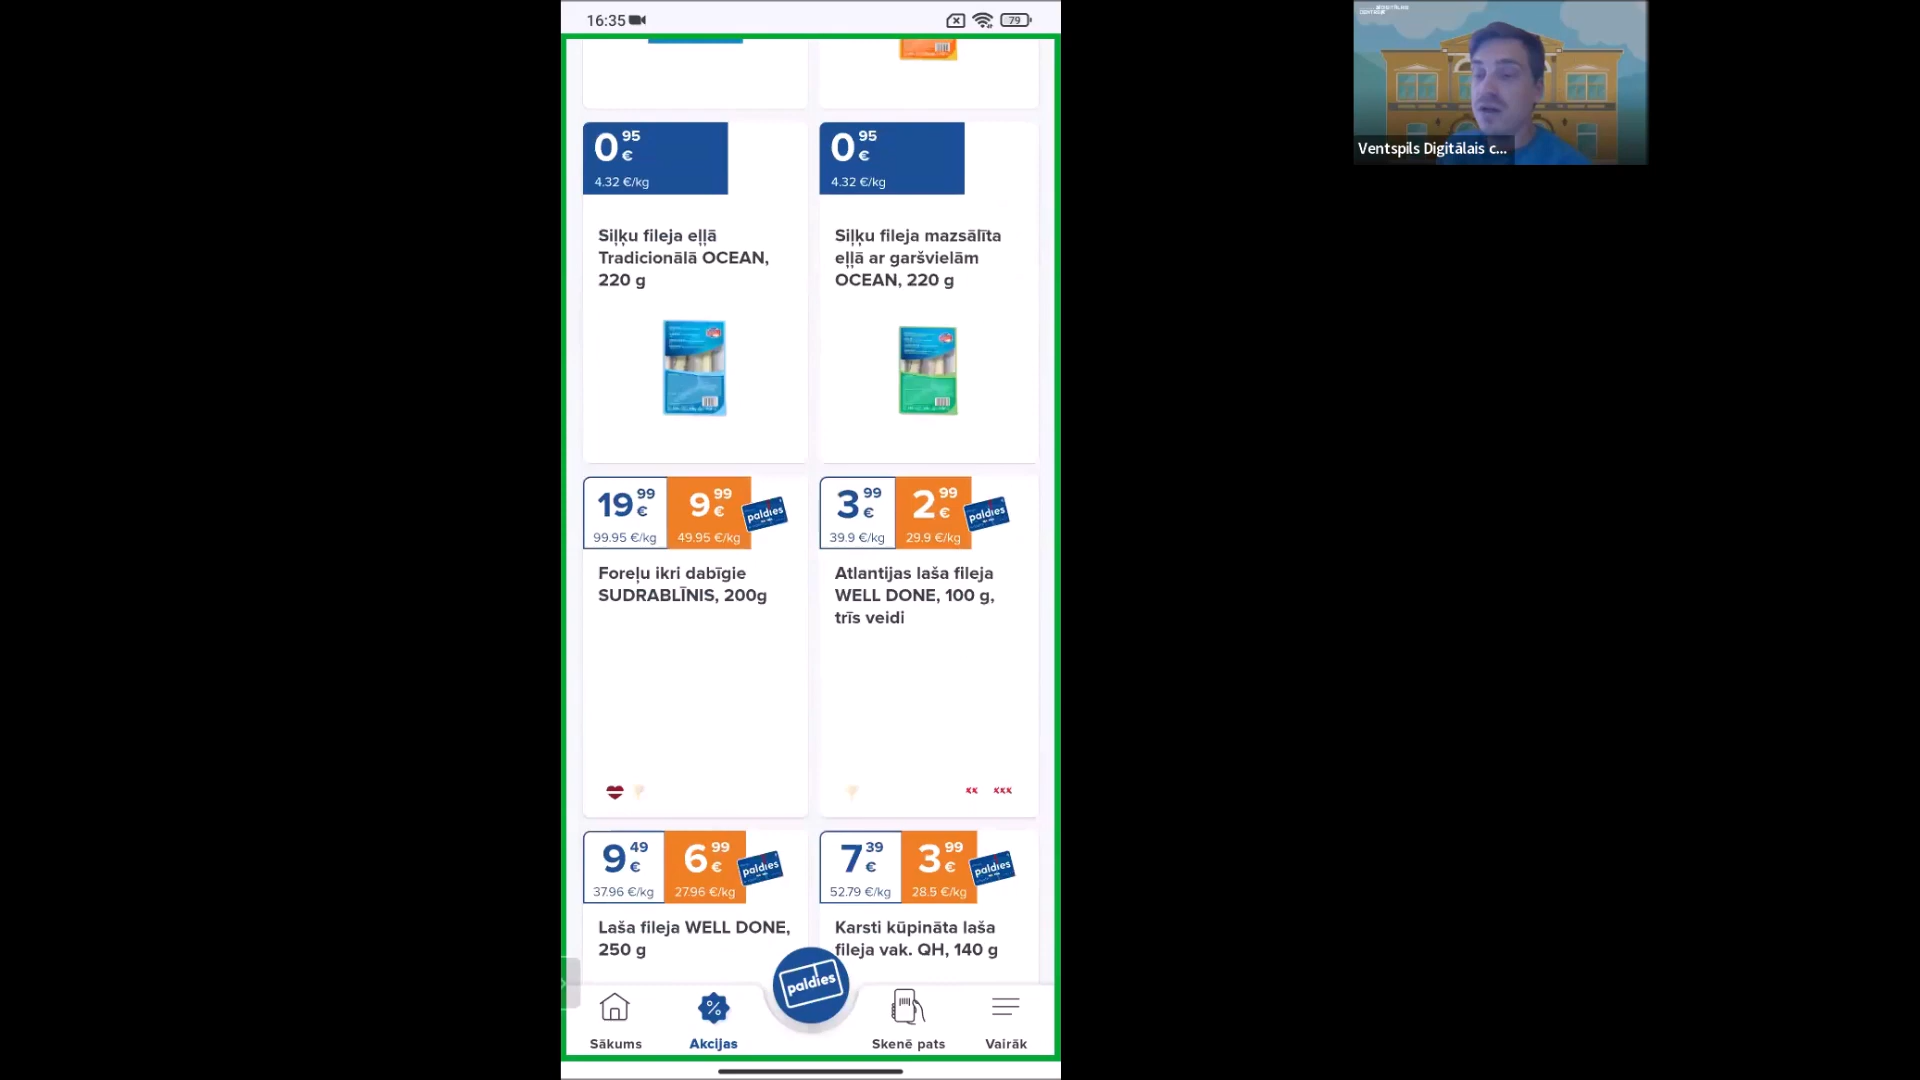 16:35
79
0 95 €
4.32 €/kg
Siļķu fileja eļļā
Tradicionālā OCEAN,
220 g
0 95 €
4.32 €/kg
Siļķu fileja mazsālīta
eļļā ar garšvielām
OCEAN, 220 g
19 99 €
99.95 €/kg
9 99 €
49.95 €/kg
paldies
Foreļu ikri dabīgie
SUDRABLĪNIS, 200g
3 99 €
39.9 €/kg
2 99 €
29.9 €/kg
paldies
Atlantijas laša fileja
WELL DONE, 100 g,
trīs veidi
9 49 €
37.96 €/kg
6 99 €
27.96 €/kg
paldies
Laša fileja WELL DONE,
250 g
7 39 €
52.79 €/kg
3 99 €
28.5 €/kg
paldies
Karsti kūpināta laša
fileja vak. QH, 140 g
paldies
Sākums
Akcijas
Skenē pats
Vairāk
Ventspils Digitālais c...